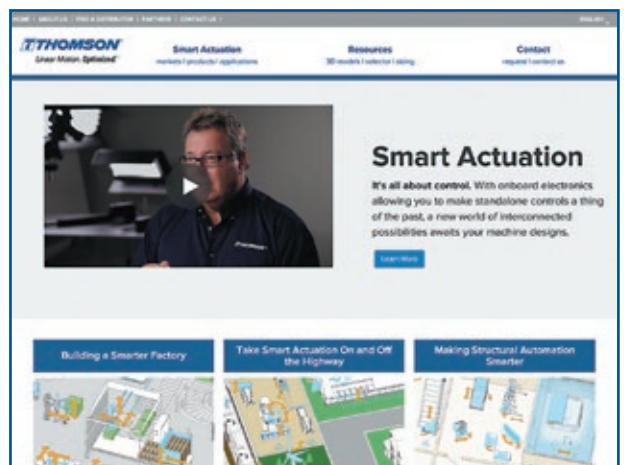 HOME | ABOUT US | FIND A DISTRIBUTOR | PARTNERS | CONTACT US
ENGLISH
THOMSON
Linear Motion. Optimized
Smart Actuation
markets | products | applications
Resources
3D models | selector | sizing
Contact
request | contact us
Smart Actuation
It's all about control. With onboard electronics
allowing you to make standalone controls a thing
of the past, a new world of interconnected
possibilities awaits your machine designs.
Learn More
Building a Smarter Factory
Take Smart Actuation On and Off
the Highway
Making Structural Automation
Smarter